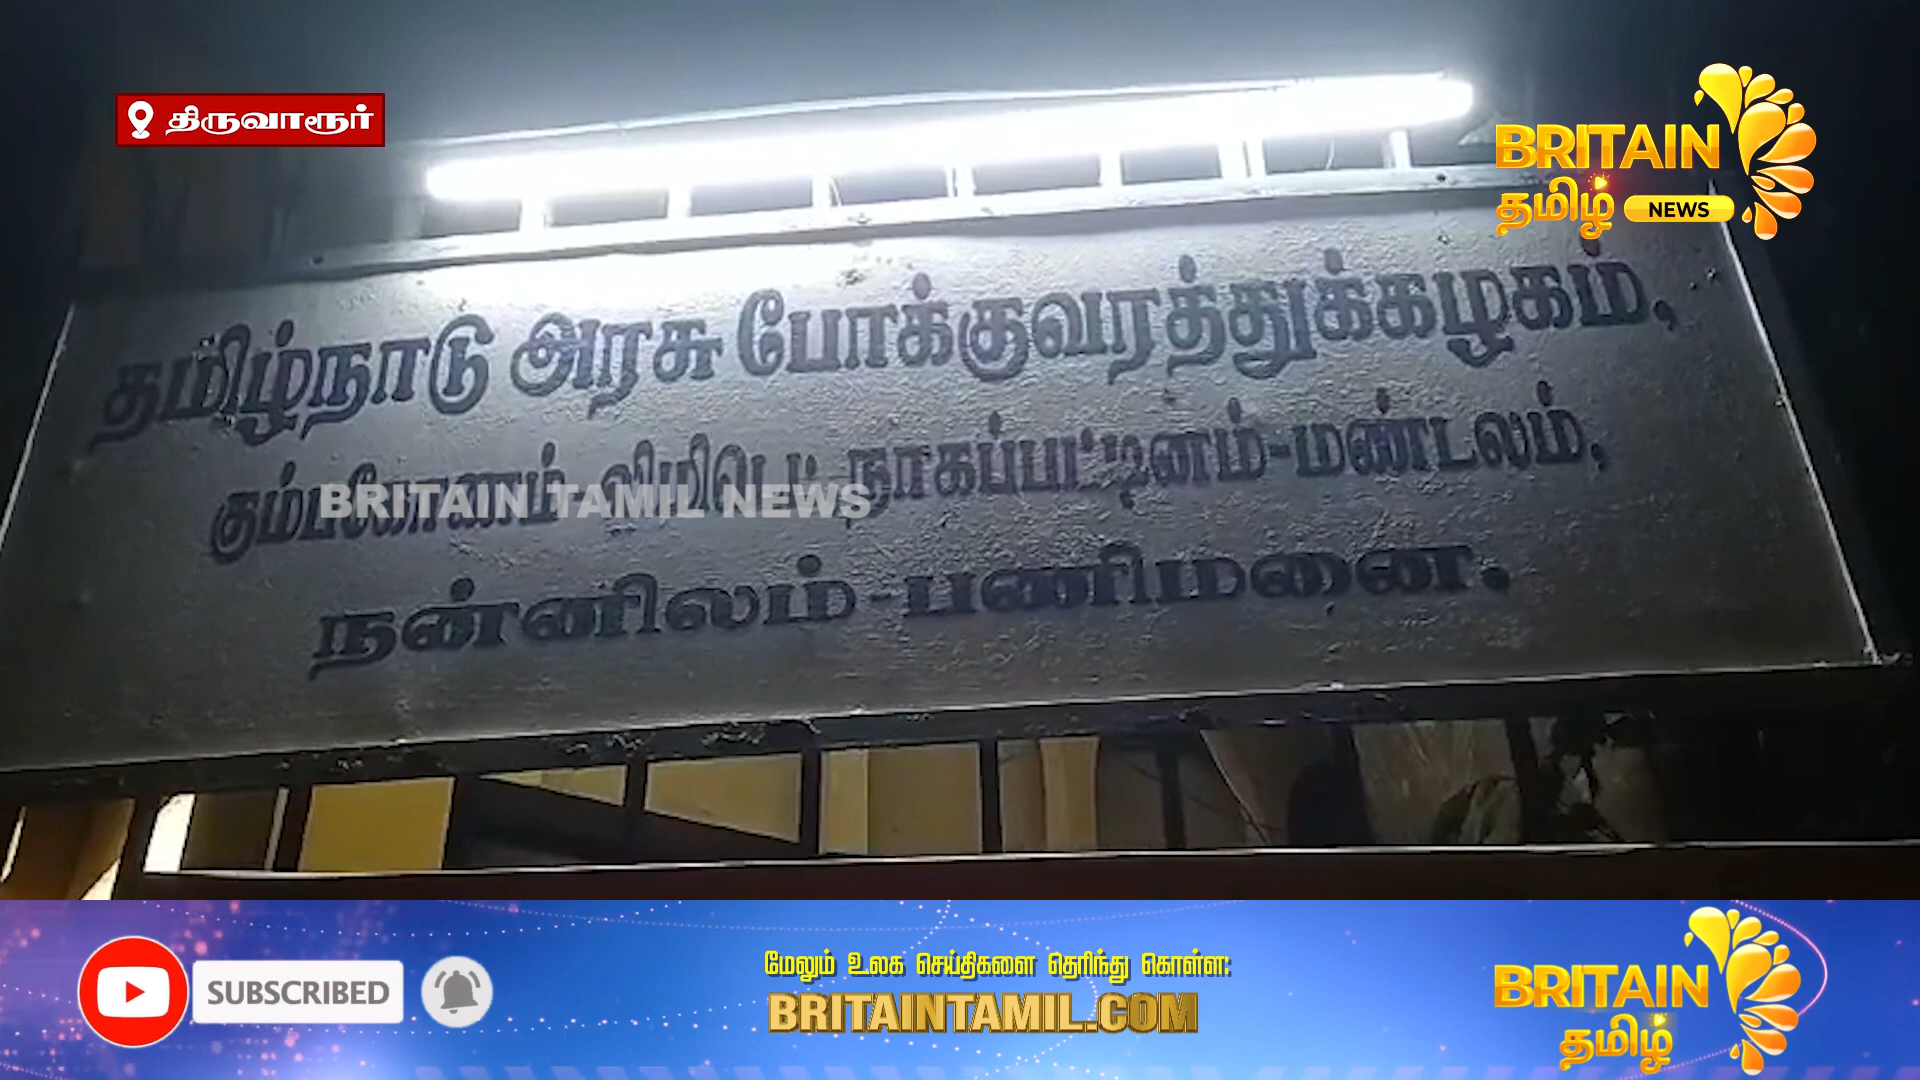 திருவாரூர்
BRITAIN
தமிழ் NEWS
தமிழ்நாடு அரசு போக்குவரத்துக்கழகம்,
கும்பகோணம் லிமிடெட் நாகப்பட்டினம்-மண்டலம்,
BRITAIN TAMIL NEWS
நன்னிலம்-பணிமனை.
SUBSCRIBED
மேலும் உலக செய்திகளை தெரிந்து கொள்ள:
BRITAINTAMIL.COM
BRITAIN
தமிழ்